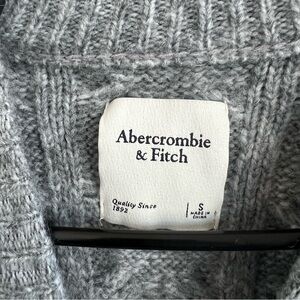 Abercrombie
& Fitch
Quality Since
1892
S
MADE IN
CHINA